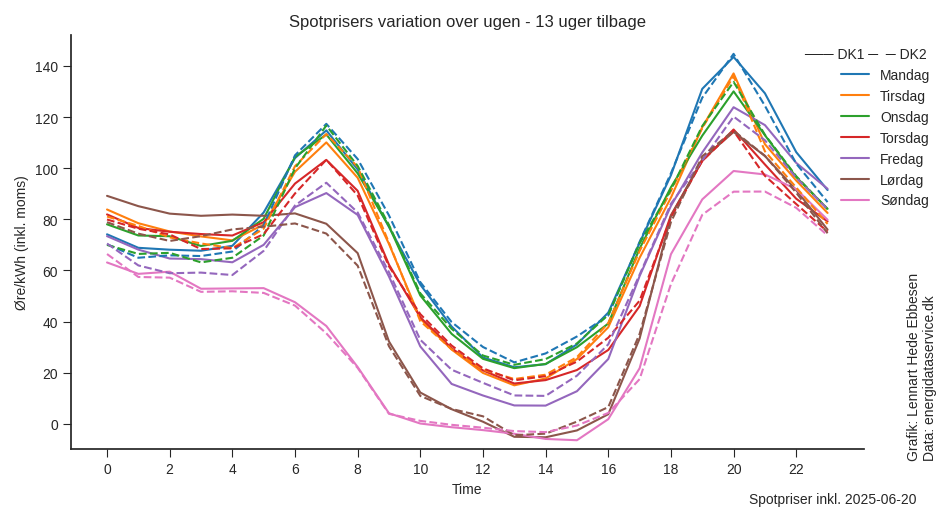 Spotprisers variation over ugen - 13 uger tilbage
DK1 DK2
Mandag
Tirsdag
Onsdag
Torsdag
Fredag
Lørdag
Søndag
Øre/kWh (inkl. moms)
140
120
100
80
60
40
20
0
0 2 4 6 8 10 12 14 16 18 20 22
Time
Grafik: Lennart Hede Ebbesen
Data: energidataservice.dk
Spotpriser inkl. 2025-06-20